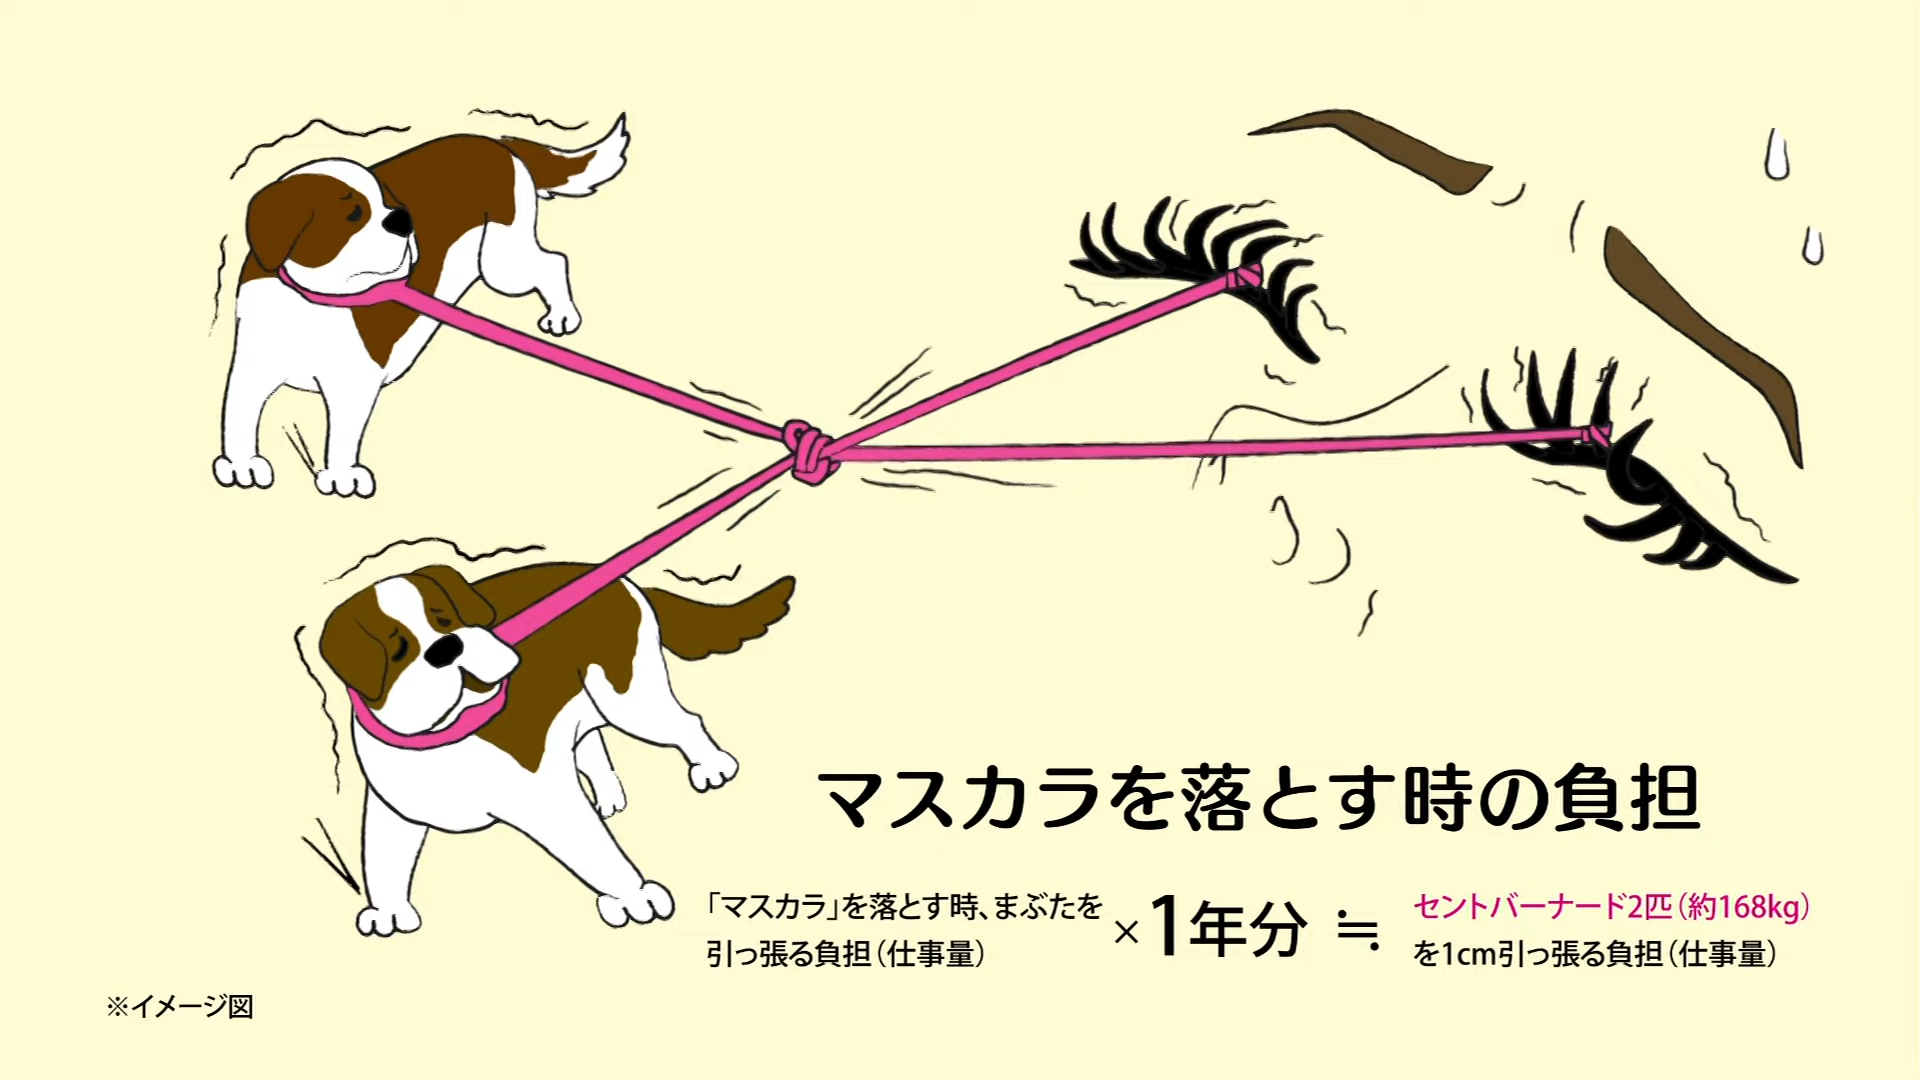 マスカラを落とす時の負担
「マスカラ」を落とす時、まぶたを
引っ張る負担(仕事量)
×1年分 ≒
セントバーナード2匹(約168kg)
を1cm引っ張る負担(仕事量)
※イメージ図